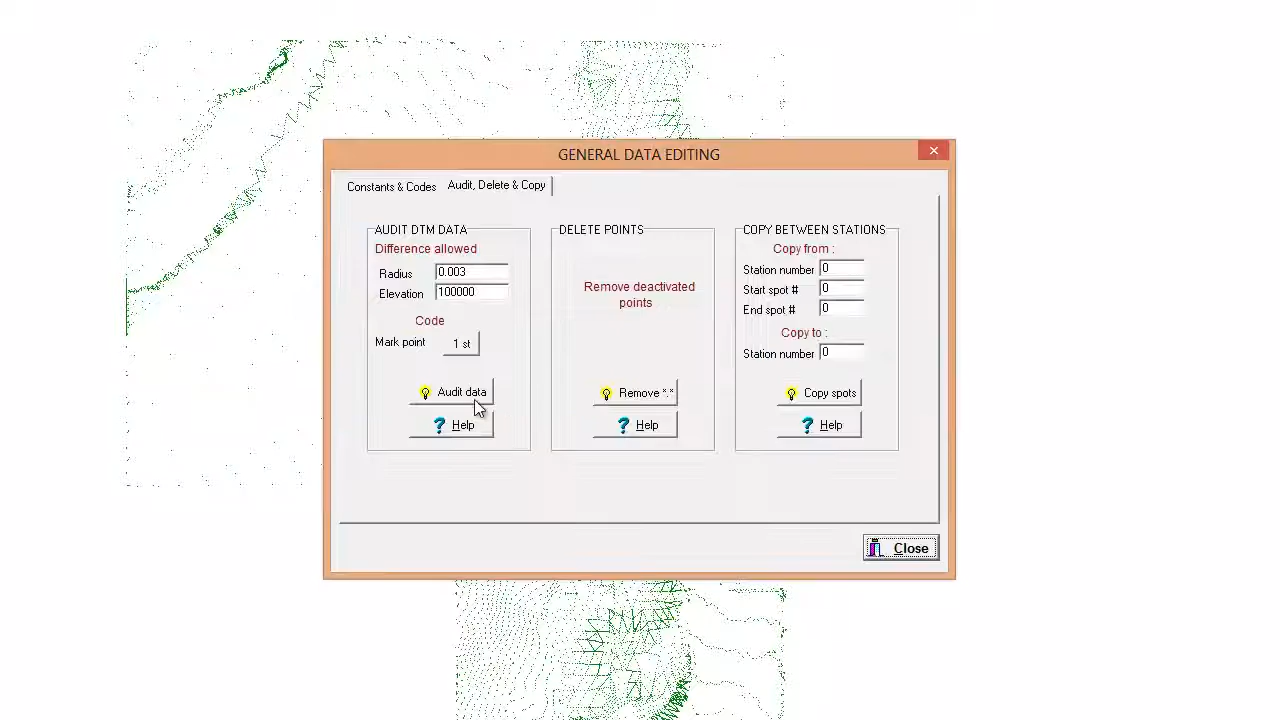 GENERAL DATA EDITING
Constants & Codes
Audit, Delete & Copy
AUDIT DTM DATA
Difference allowed
Radius 0.003
Elevation 100000
Code
Mark point 1 st
Audit data
Help
DELETE POINTS
Remove deactivated
points
Remove *.*
Help
COPY BETWEEN STATIONS
Copy from :
Station number 0
Start spot # 0
End spot # 0
Copy to :
Station number 0
Copy spots
Help
Close